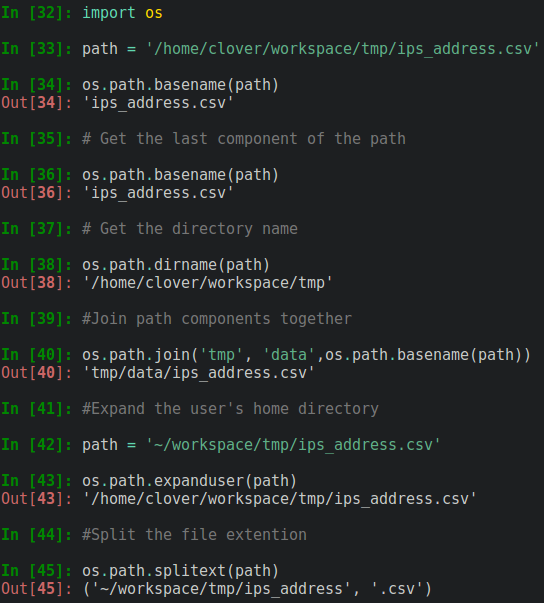 In [32]: import os
In [33]: path = '/home/clover/workspace/tmp/ips_address.csv'
In [34]: os.path.basename(path)
Out[34]: 'ips_address.csv'
In [35]: # Get the last component of the path
In [36]: os.path.basename(path)
Out[36]: 'ips_address.csv'
In [37]: # Get the directory name
In [38]: os.path.dirname(path)
Out[38]: '/home/clover/workspace/tmp'
In [39]: #Join path components together
In [40]: os.path.join('tmp', 'data',os.path.basename(path))
Out[40]: 'tmp/data/ips_address.csv'
In [41]: #Expand the user's home directory
In [42]: path = '~/workspace/tmp/ips_address.csv'
In [43]: os.path.expanduser(path)
Out[43]: '/home/clover/workspace/tmp/ips_address.csv'
In [44]: #Split the file extention
In [45]: os.path.splitext(path)
Out[45]: ('~/workspace/tmp/ips_address', '.csv')